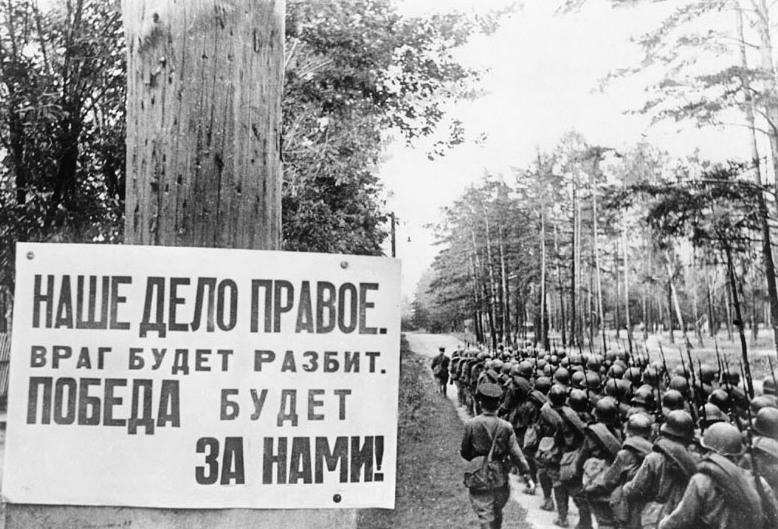 НАШЕ ДЕЛО ПРАВОЕ.
ВРАГ БУДЕТ РАЗБИТ.
ПОБЕДА БУДЕТ
ЗА НАМИ!